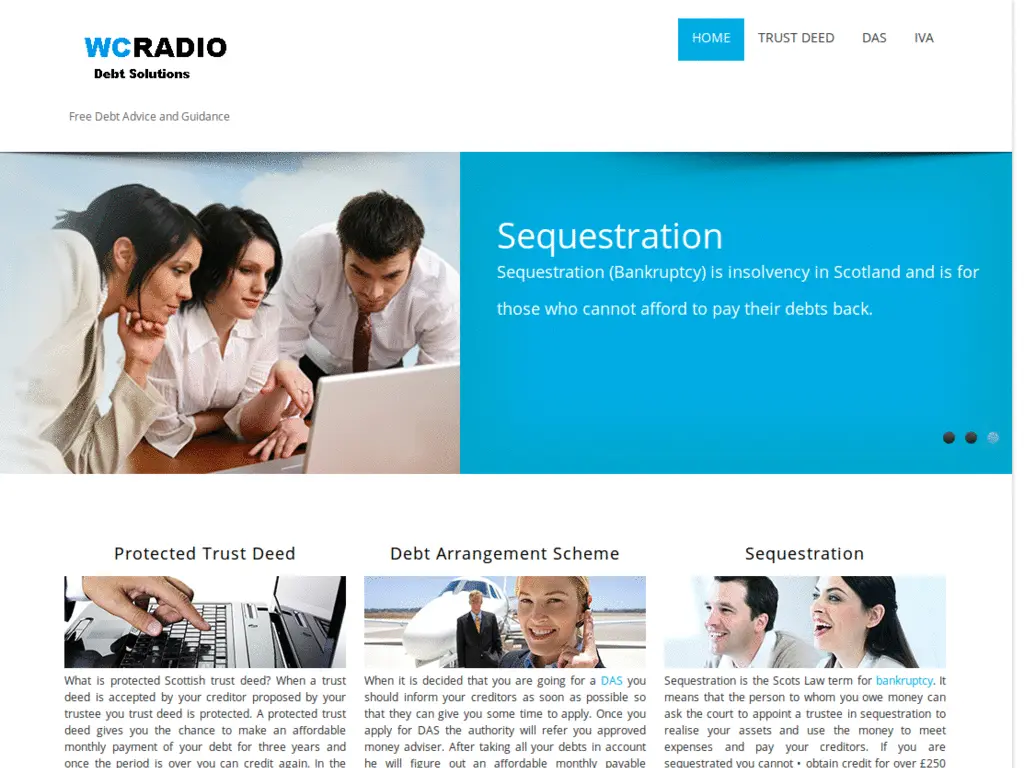 WCRADIO
Debt Solutions
Free Debt Advice and Guidance
HOME
TRUST DEED
DAS
IVA
Sequestration
Sequestration (Bankruptcy) is insolvency in Scotland and is for
those who cannot afford to pay their debts back.
Protected Trust Deed
What is protected Scottish trust deed? When a trust
deed is accepted by your creditor proposed by your
trustee you trust deed is protected. A protected trust
deed gives you the chance to make an affordable
monthly payment of your debt for three years and
once the period is over you can credit again. In the
Debt Arrangement Scheme
When it is decided that you are going for a DAS you
should inform your creditors as soon as possible so
that they can give you some time to apply. Once you
apply for DAS the authority will refer you approved
money adviser. After taking all your debts in account
he will figure out an affordable monthly payable
Sequestration
Sequestration is the Scots Law term for bankruptcy. It
means that the person to whom you owe money can
ask the court to appoint a trustee in sequestration to
realise your assets and use the money to meet
expenses and pay your creditors. If you are
sequestrated you cannot • obtain credit for over £250